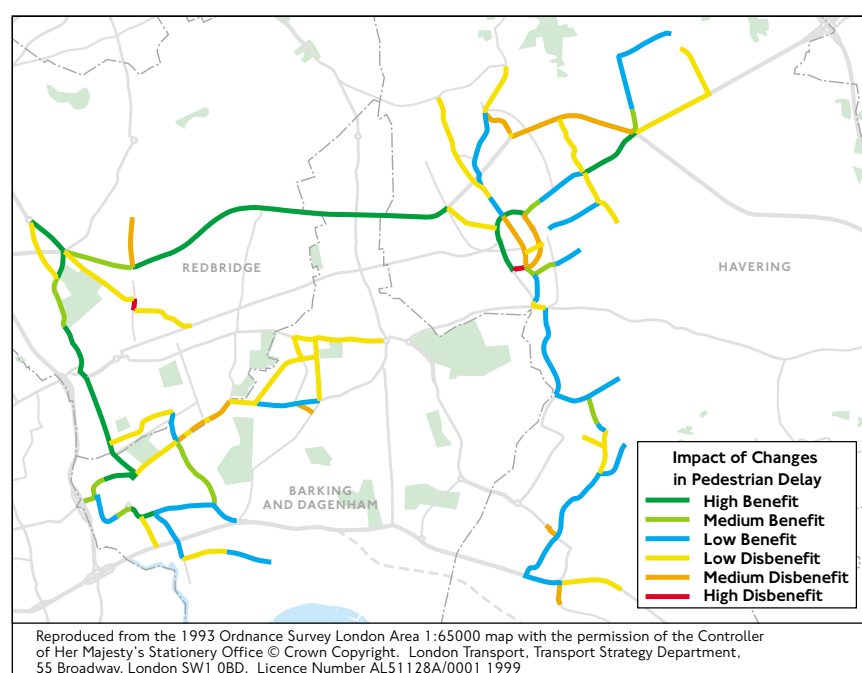 REDBRIDGE
HAVERING
BARKING
AND DAGENHAM
Impact of Changes
in Pedestrian Delay
High Benefit
Medium Benefit
Low Benefit
Low Disbenefit
Medium Disbenefit
High Disbenefit
Reproduced from the 1993 Ordnance Survey London Area 1:65000 map with the permission of the Controller
of Her Majesty's Stationery Office © Crown Copyright. London Transport, Transport Strategy Department,
55 Broadway, London SW1 0BD. Licence Number AL51128A/0001 1999